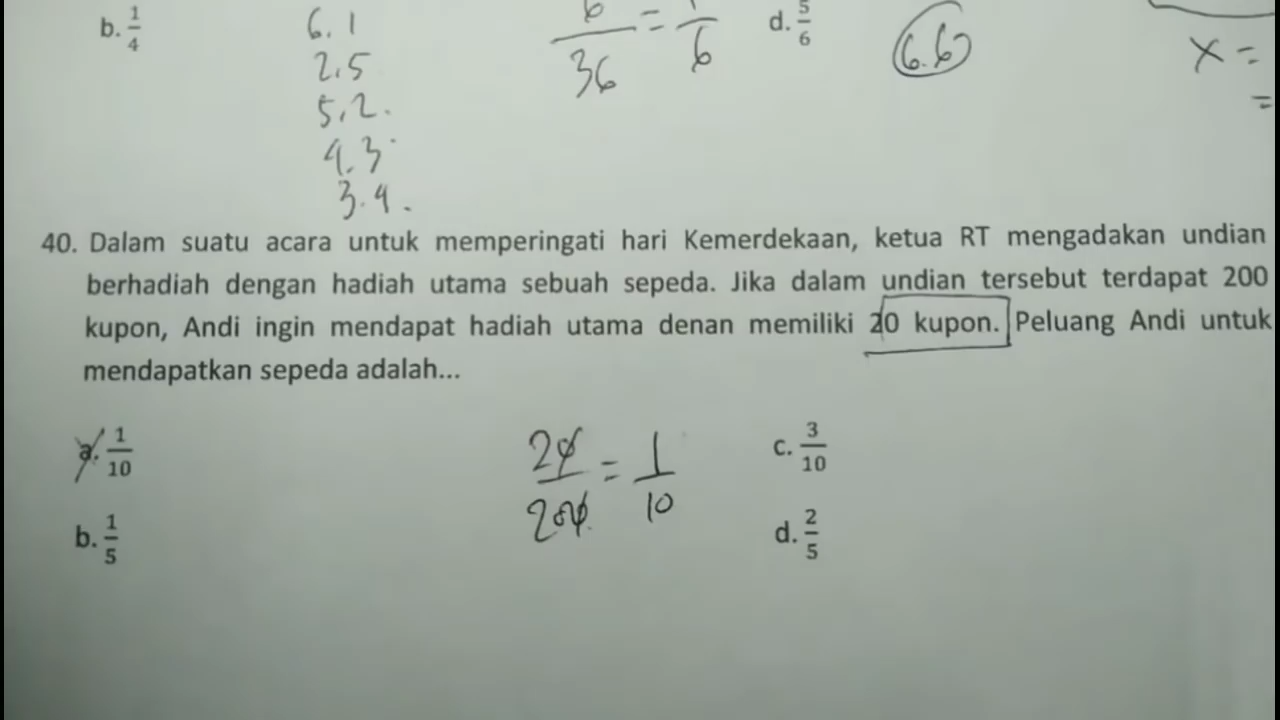 b. 1/4
6.1
2.5
5.2.
4.3
3.4.
6/36 = 1/6
d. 5/6
6.6
x =
=
40. Dalam suatu acara untuk memperingati hari Kemerdekaan, ketua RT mengadakan undian
berhadiah dengan hadiah utama sebuah sepeda. Jika dalam undian tersebut terdapat 200
kupon, Andi ingin mendapat hadiah utama denan memiliki 20 kupon. Peluang Andi untuk
mendapatkan sepeda adalah...
a. 1/10
b. 1/5
20/200 = 1/10
c. 3/10
d. 2/5